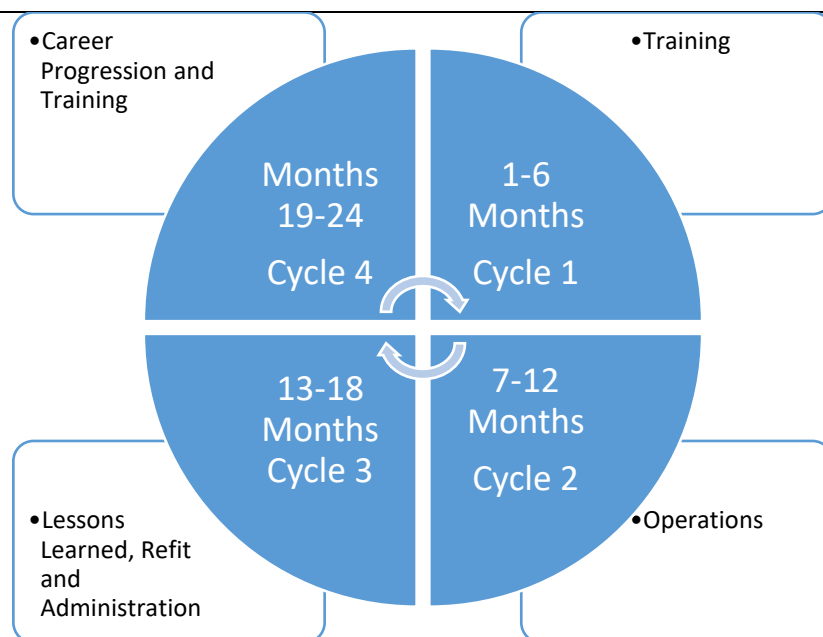 •Career
Progression and
Training
•Training
Months
19-24
Cycle 4
1-6
Months
Cycle 1
13-18
Months
Cycle 3
7-12
Months
Cycle 2
•Lessons
Learned, Refit
and
Administration
•Operations